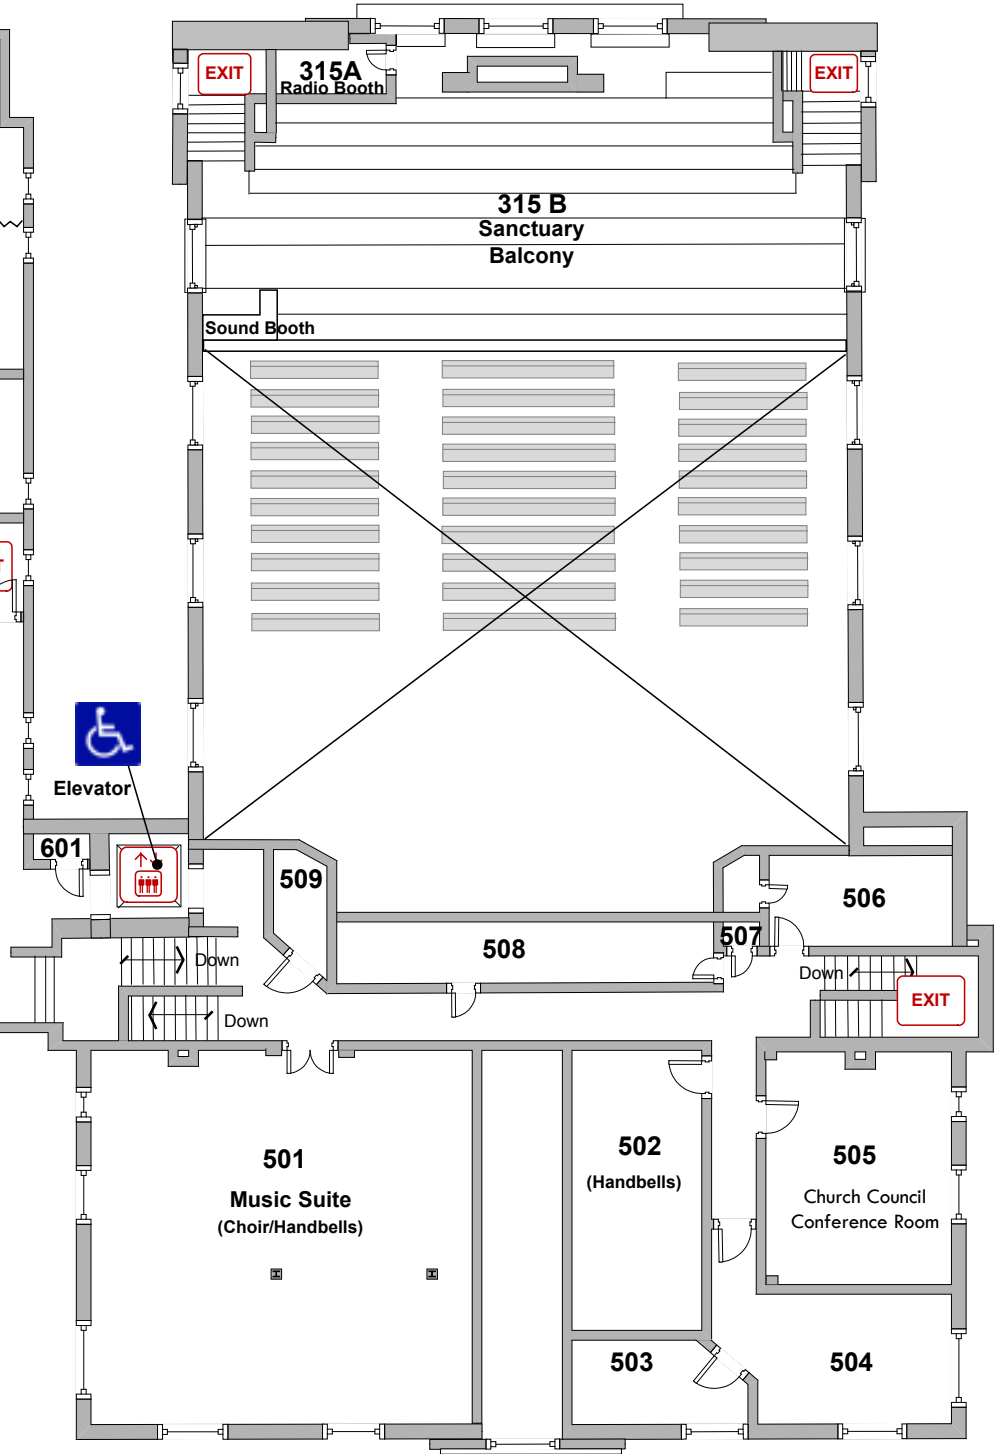 EXIT
315A
Radio Booth
EXIT
315 B
Sanctuary
Balcony
Sound Booth
Elevator
601
509
506
508
507
Down
Down
Down
EXIT
501
Music Suite
(Choir/Handbells)
502
(Handbells)
505
Church Council
Conference Room
503
504